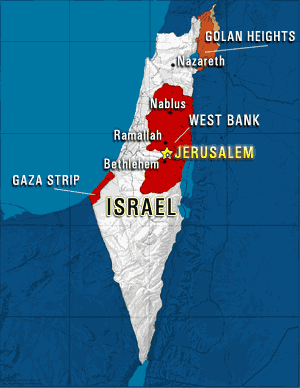 GOLAN HEIGHTS
Nazareth
Nablus
WEST BANK
Ramallah
JERUSALEM
Bethlehem
GAZA STRIP
ISRAEL